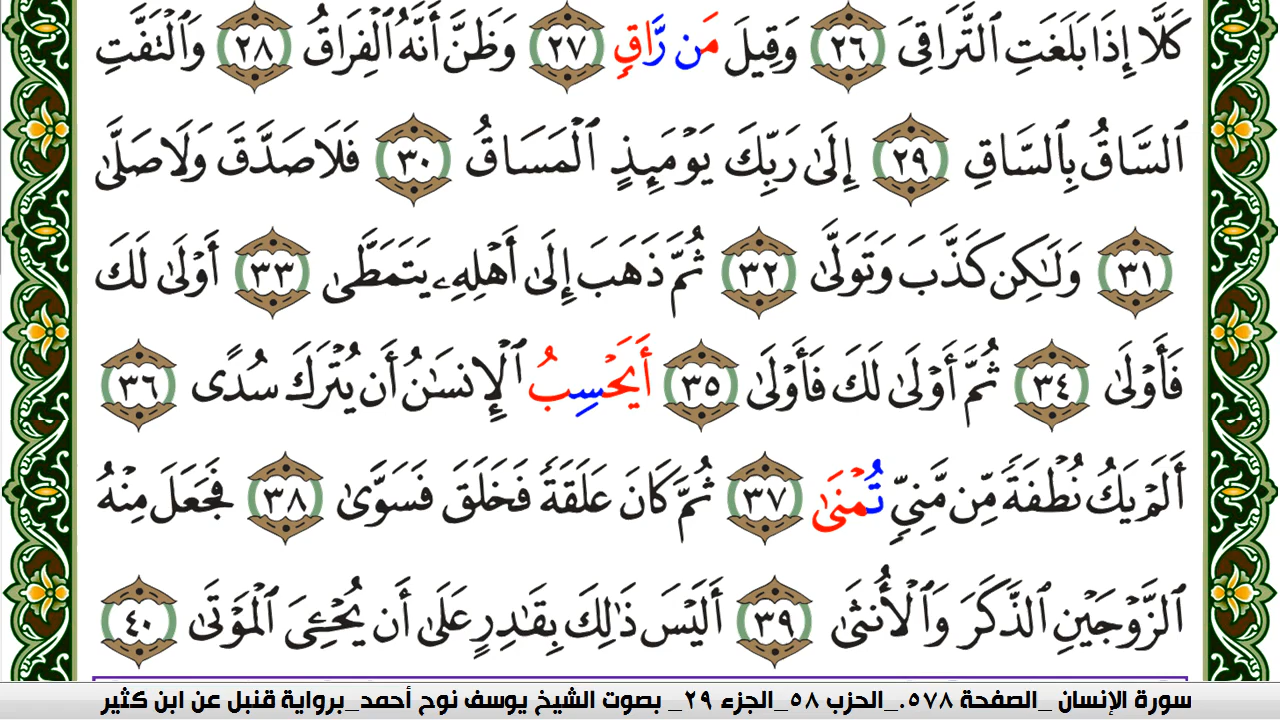 كَلَّا إِذَا بَلَغَتِ ٱلتَّرَاقِيَ ٢٦ وَقِيلَ مَن رَّاقٖ ٢٧ وَظَنَّ أَنَّهُ ٱلۡفِرَاقُ ٢٨ وَٱلۡتَفَّتِ
ٱلسَّاقُ بِٱلسَّاقِ ٢٩ إِلَىٰ رَبِّكَ يَوۡمَئِذٍ ٱلۡمَسَاقُ ٣٠ فَلَا صَدَّقَ وَلَا صَلَّىٰ
٣١ وَلَٰكِن كَذَّبَ وَتَوَلَّىٰ ٣٢ ثُمَّ ذَهَبَ إِلَىٰ أَهۡلِهِۦ يَتَمَطَّىٰ ٣٣ أَوۡلَىٰ لَكَ
فَأَوۡلَىٰ ٣٤ ثُمَّ أَوۡلَىٰ لَكَ فَأَوۡلَىٰ ٣٥ أَيَحۡسِبُ ٱلۡإِنسَٰنُ أَن يُتۡرَكَ سُدًى ٣٦
أَلَمۡ يَكُ نُطۡفَةٗ مِّن مَّنِيّٖ تُمۡنَىٰ ٣٧ ثُمَّ كَانَ عَلَقَةٗ فَخَلَقَ فَسَوَّىٰ ٣٨ فَجَعَلَ مِنۡهُ
ٱلزَّوۡجَيۡنِ ٱلذَّكَرَ وَٱلۡأُنثَىٰ ٣٩ أَلَيۡسَ ذَٰلِكَ بِقَٰدِرٍ عَلَىٰ أَن يُحۡـِۧيَ ٱلۡمَوۡتَىٰ ٤٠
سورة الإنسان _الصفحة ٥٧٨._الحزب ٥٨_الجزء ٢٩_ بصوت الشيخ يوسف نوح أحمد_برواية قنبل عن ابن كثير